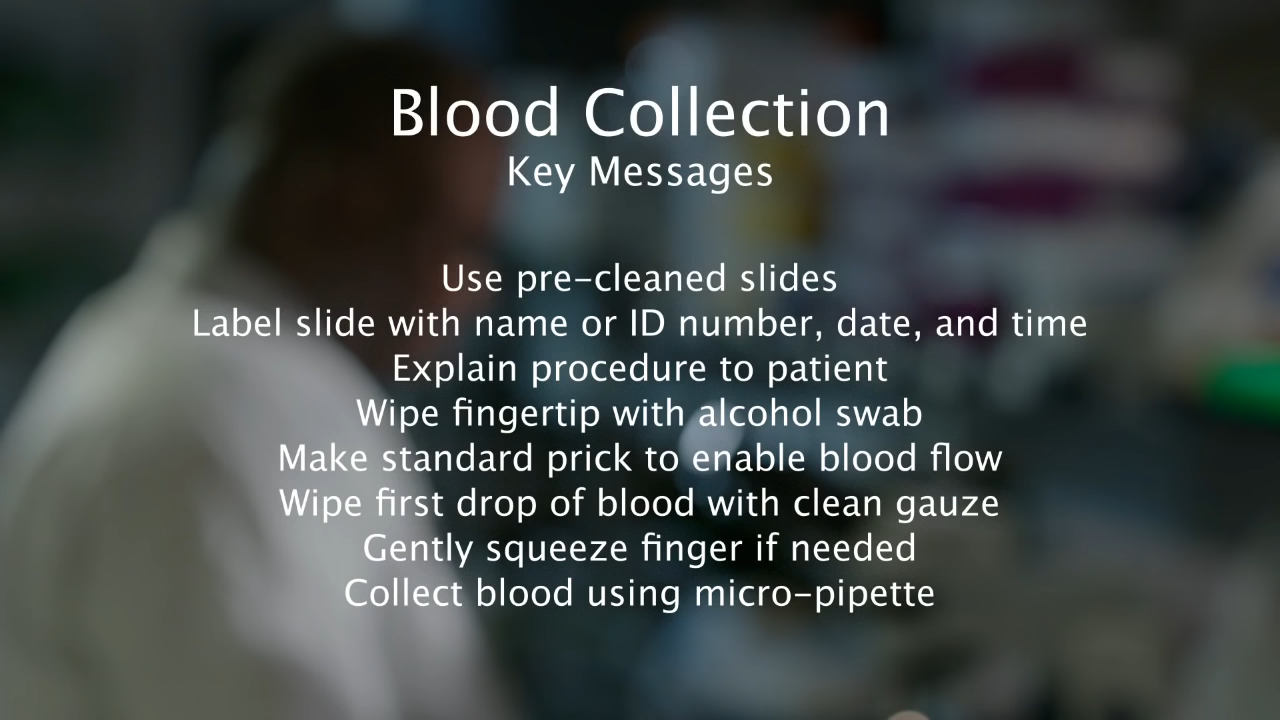 Blood Collection
Key Messages
Use pre-cleaned slides
Label slide with name or ID number, date, and time
Explain procedure to patient
Wipe fingertip with alcohol swab
Make standard prick to enable blood flow
Wipe first drop of blood with clean gauze
Gently squeeze finger if needed
Collect blood using micro-pipette